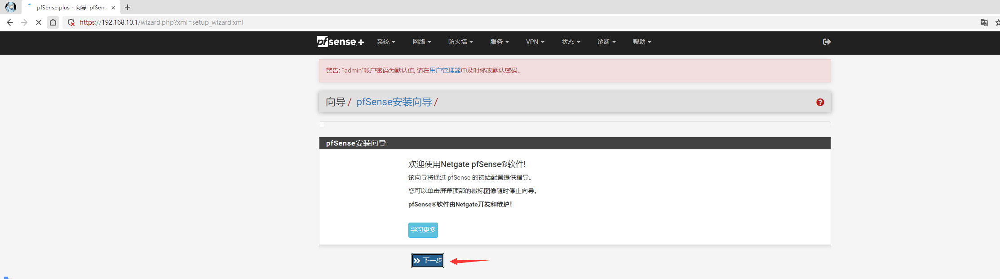 pfSense.plus - 向导: pfSens
https://192.168.10.1/wizard.php?xml=setup_wizard.xml
pfsense+ 系统 网络 防火墙 服务 VPN 状态 诊断 帮助
警告: “admin”帐户密码为默认值, 请在用户管理器中及时修改默认密码。
向导 / pfSense安装向导 /
pfSense安装向导
欢迎使用Netgate pfSense®软件!
该向导将通过 pfSense 的初始配置提供指导。
您可以单击屏幕顶部的徽标图像随时停止向导。
pfSense®软件由Netgate开发和维护！
学习更多
下一步